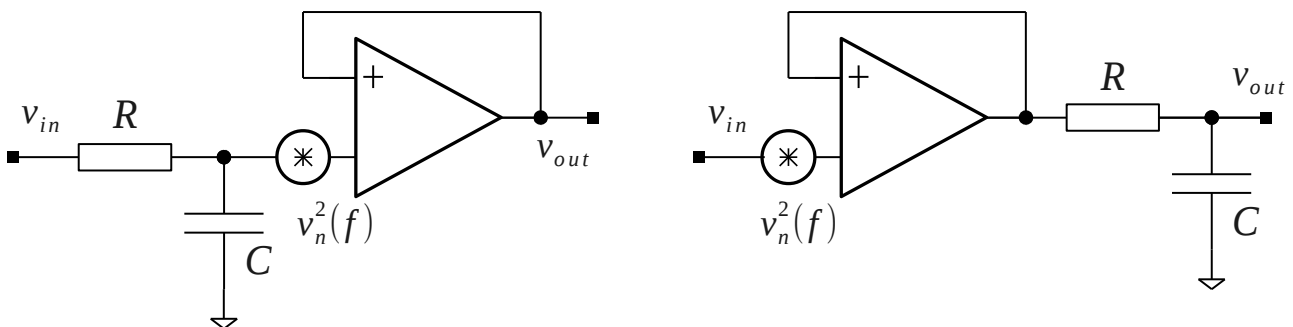 +
v_in
R
v_out
v_n^2(f)
C
+
v_in
R
v_out
v_n^2(f)
C